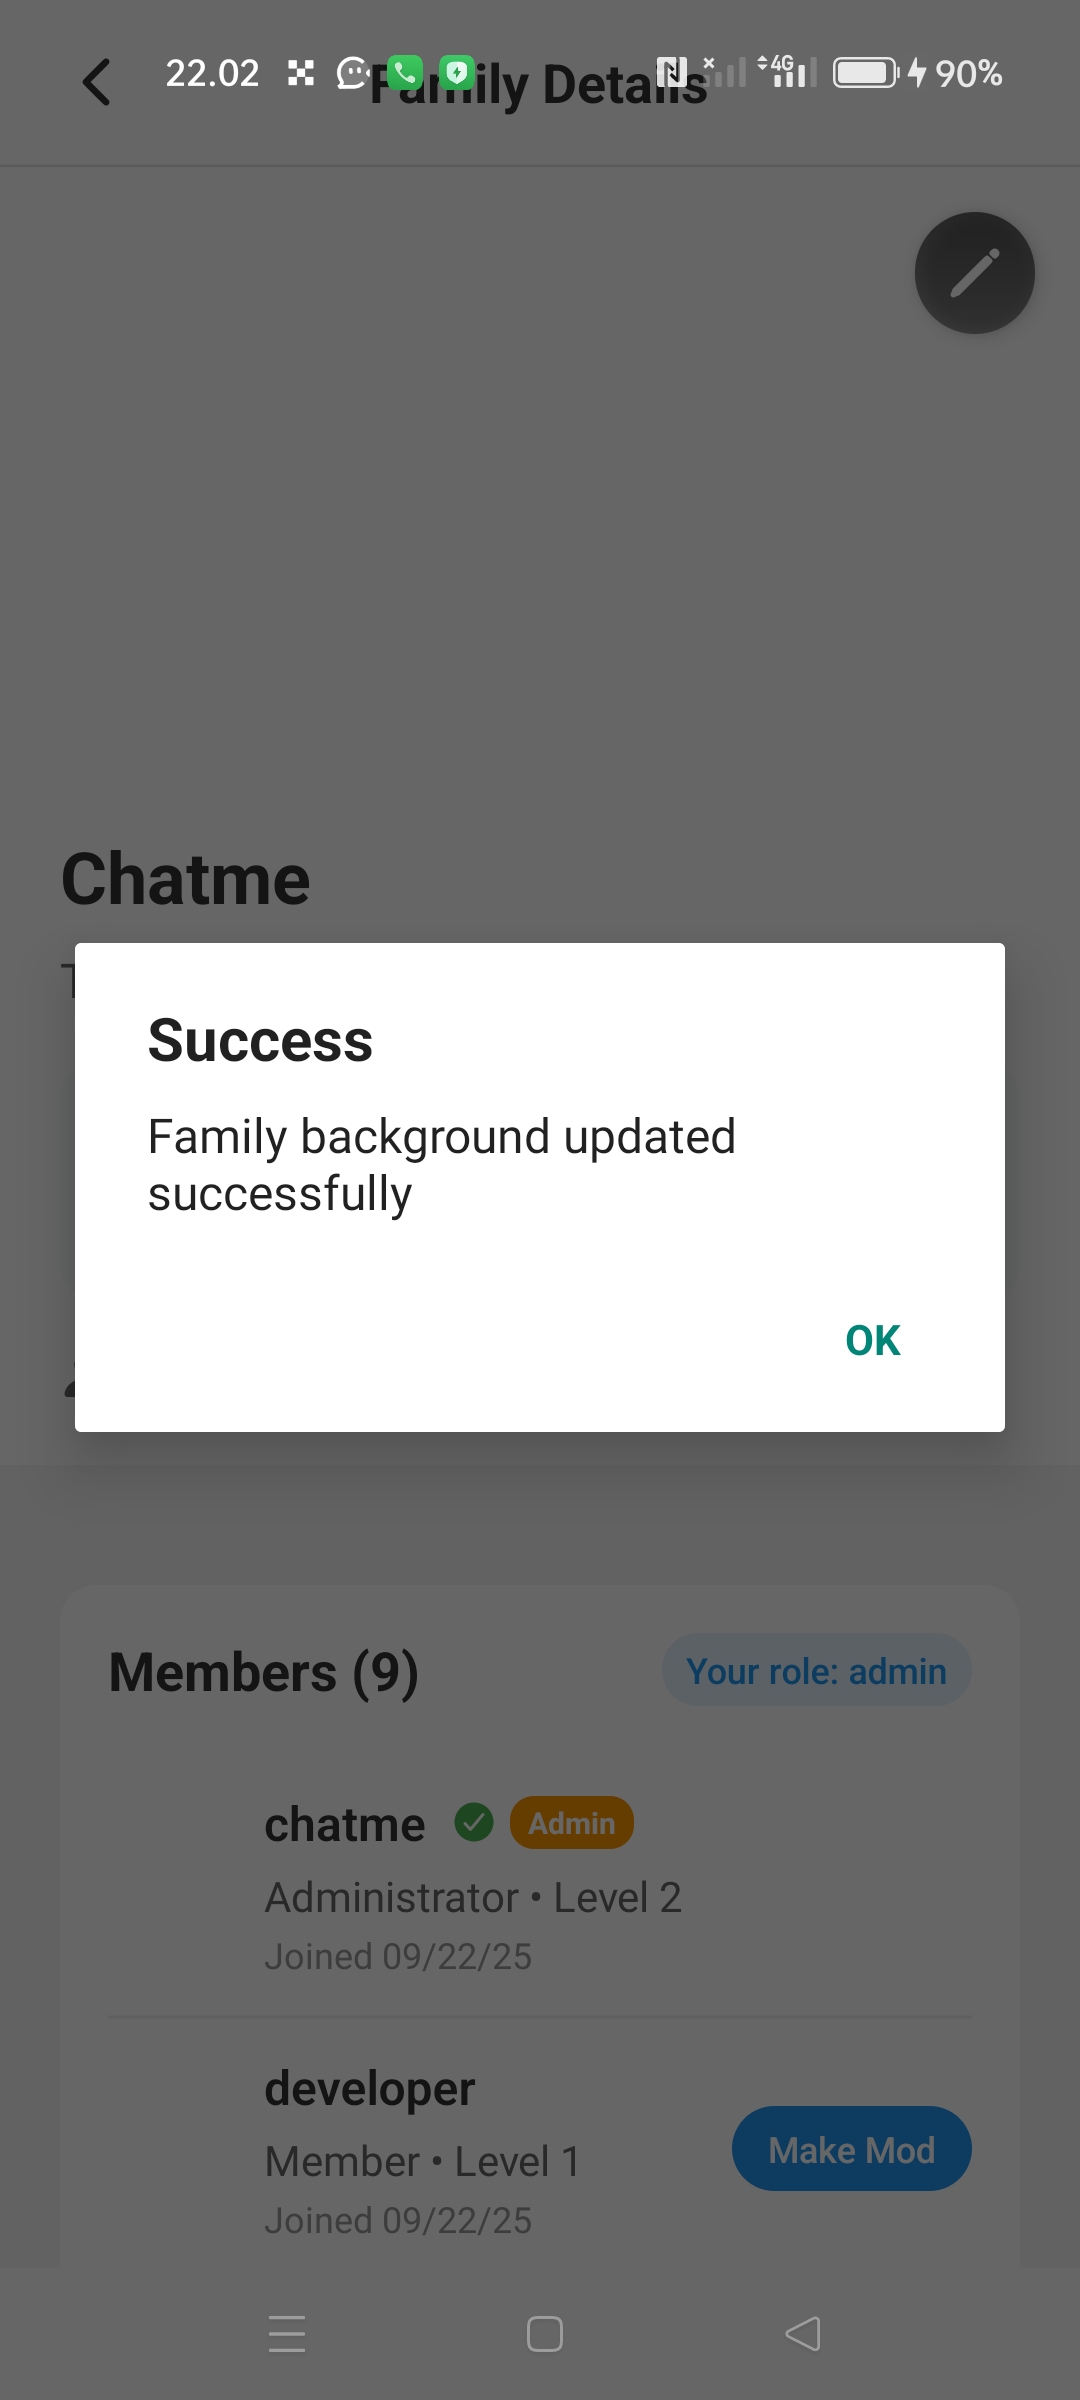 22.02
4G
90%
Family Details
Chatme
T
Success
Family background updated
successfully
OK
Members (9)
Your role: admin
chatme
Admin
Administrator • Level 2
Joined 09/22/25
developer
Member • Level 1
Make Mod
Joined 09/22/25